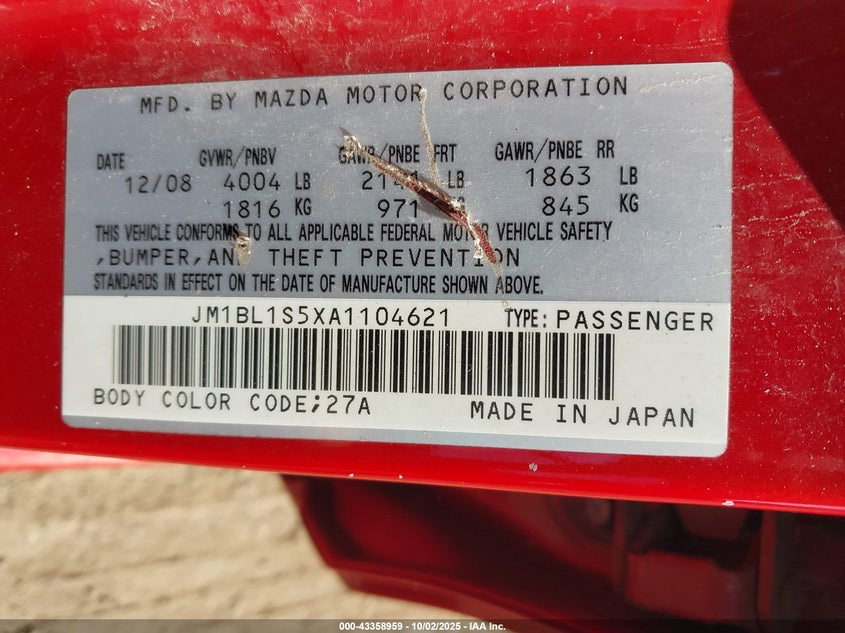 MFD. BY MAZDA MOTOR CORPORATION
DATE GVWR/PNBV GAWR/PNBE FRT GAWR/PNBE RR
12/08 4004 LB LB 1863 LB
1816 KG 971 845 KG
THIS VEHICLE CONFORMS TO ALL APPLICABLE FEDERAL MOTOR VEHICLE SAFETY
,BUMPER,AND THEFT PREVENTION
STANDARDS IN EFFECT ON THE DATE OF MANUFACTURE SHOWN ABOVE.
JM1BL1S5XA1104621 TYPE: PASSENGER
BODY COLOR CODE;27A MADE IN JAPAN
000-43358959 - 10/02/2025 - IAA Inc.